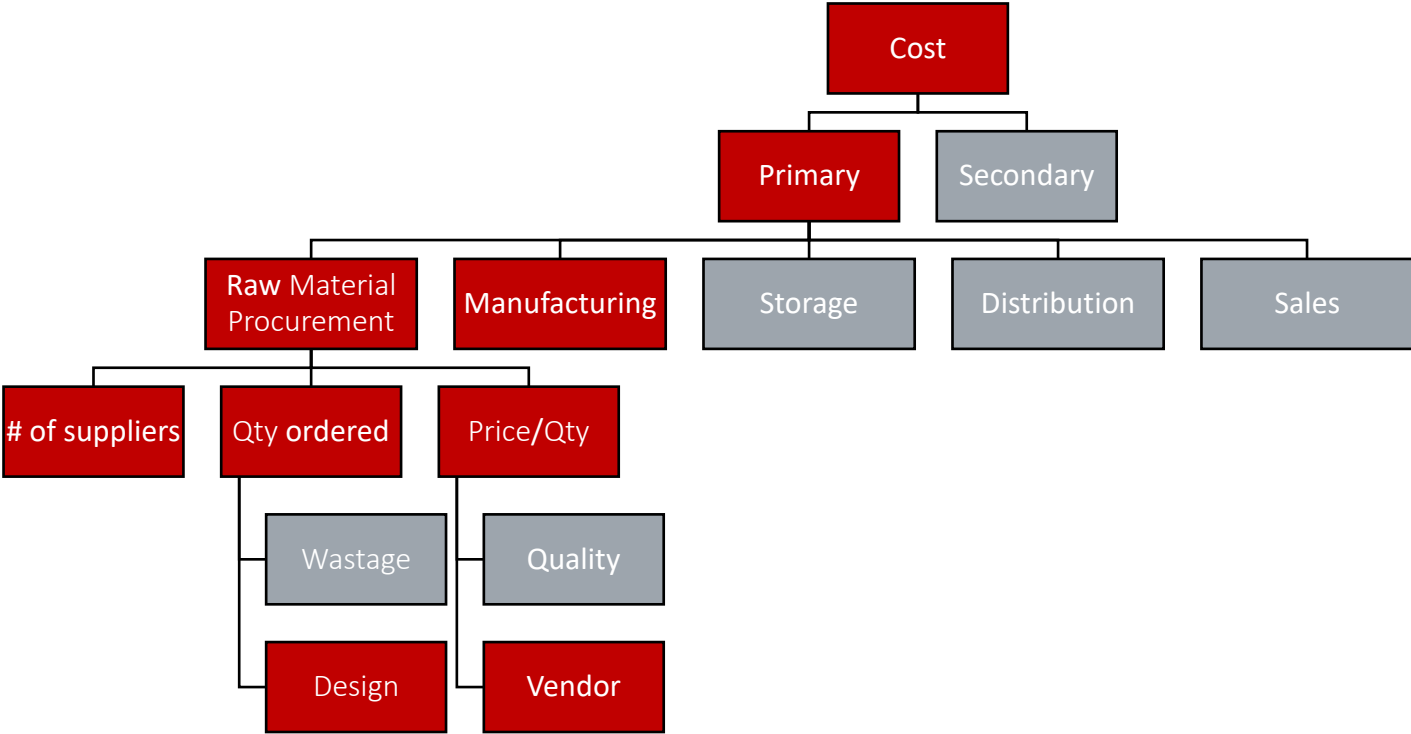 Cost
Primary
Secondary
Raw Material
Procurement
Manufacturing
Storage
Distribution
Sales
# of suppliers
Qty ordered
Price/Qty
Wastage
Quality
Design
Vendor